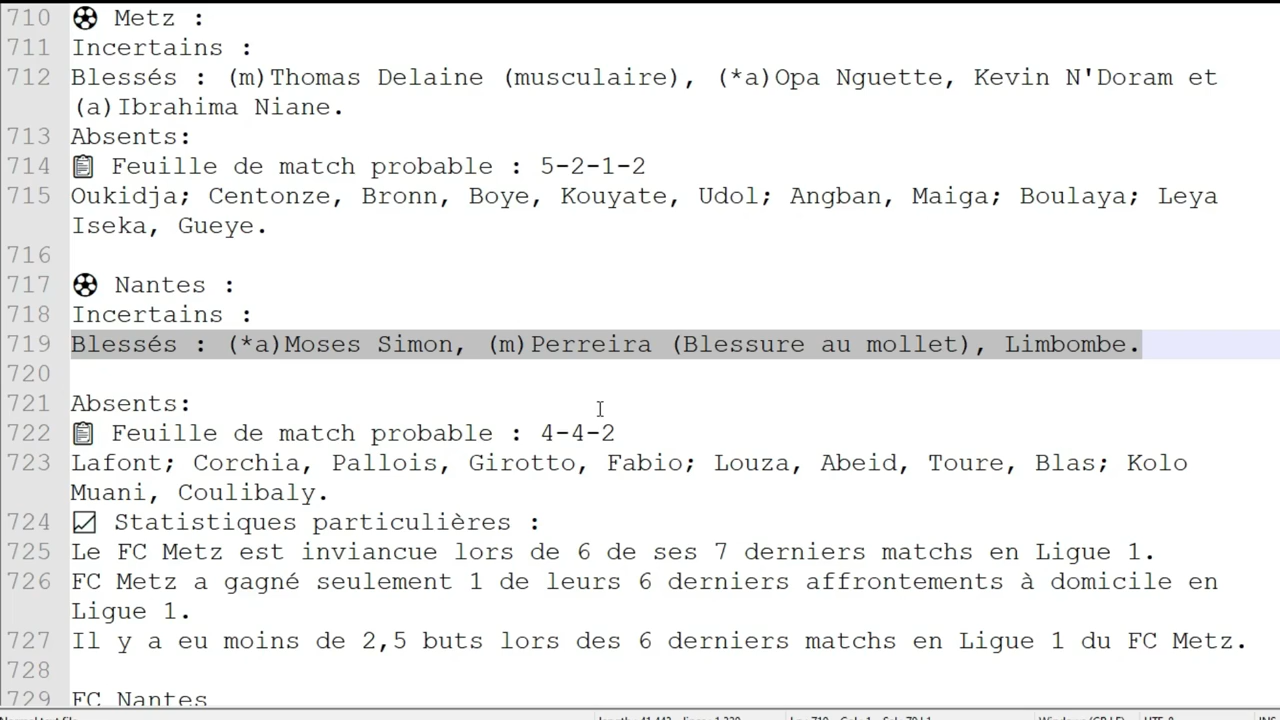 710 ⚽ Metz :
711 Incertains :
712 Blessés : (m)Thomas Delaine (musculaire), (*a)Opa Nguette, Kevin N'Doram et
(a)Ibrahima Niane.
713 Absents:
714 📋 Feuille de match probable : 5-2-1-2
715 Oukidja; Centonze, Bronn, Boye, Kouyate, Udol; Angban, Maiga; Boulaya; Leya
Iseka, Gueye.
716
717 ⚽ Nantes :
718 Incertains :
719 Blessés : (*a)Moses Simon, (m)Perreira (Blessure au mollet), Limbombe.
720
721 Absents:
722 📋 Feuille de match probable : 4-4-2
723 Lafont; Corchia, Pallois, Girotto, Fabio; Louza, Abeid, Toure, Blas; Kolo
Muani, Coulibaly.
724 📈 Statistiques particulières :
725 Le FC Metz est inviancue lors de 6 de ses 7 derniers matchs en Ligue 1.
726 FC Metz a gagné seulement 1 de leurs 6 derniers affrontements à domicile en
Ligue 1.
727 Il y a eu moins de 2,5 buts lors des 6 derniers matchs en Ligue 1 du FC Metz.
728
729 FC Nantes